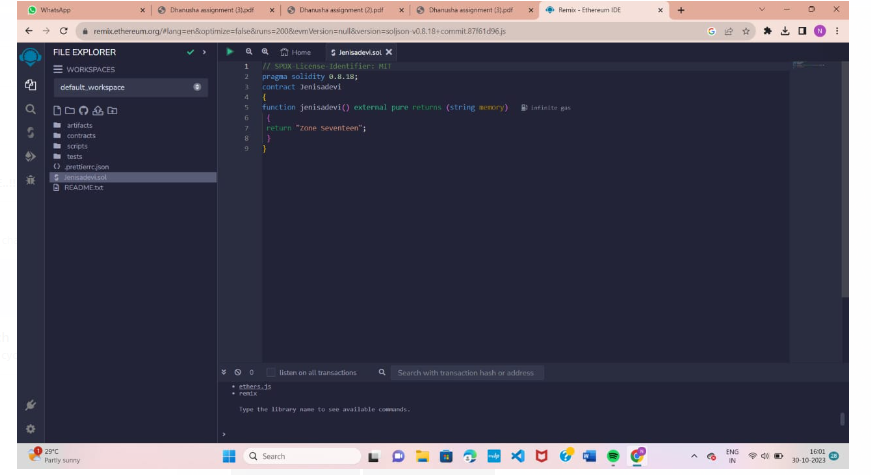 WhatsApp
Dhanusha assignment (3).pdf
Dhanusha assignment (2).pdf
Dhanusha assignment (3).pdf
Remix - Ethereum IDE
remix.ethereum.org/#lang=en&optimize=false&runs=200&evmVersion=null&version=soljson-v0.8.18+commit.87f61d96.js
FILE EXPLORER
WORKSPACES
default_workspace
artifacts
contracts
scripts
tests
.prettierrc.json
Jenisadevi.sol
README.txt
Home
Jenisadevi.sol
1 // SPDX-License-Identifier: MIT
2 pragma solidity 0.8.18;
3 contract Jenisadevi
4 {
5 function jenisadevi() external pure returns (string memory) infinite gas
6 {
7 return "Zone Seventeen";
8 }
9 }
0 listen on all transactions Search with transaction hash or address
• ethers.js
• remix
Type the library name to see available commands.
>
29°C
Partly sunny
Search
ENG
IN
16:01
30-10-2023